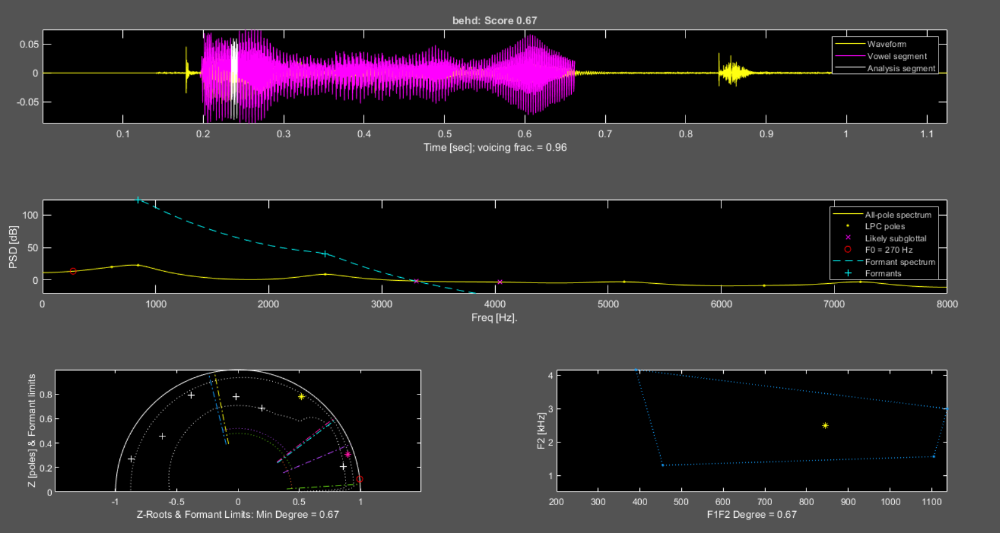 behd: Score 0.67
0.05
0
-0.05
Waveform
Vowel segment
Analysis segment
0.1 0.2 0.3 0.4 0.5 0.6 0.7 0.8 0.9 1 1.1
Time [sec]; voicing frac. = 0.96
PSD [dB]
100
50
0
All-pole spectrum
LPC poles
Likely subglottal
F0 = 270 Hz
Formant spectrum
Formants
0 1000 2000 3000 4000 5000 6000 7000 8000
Freq [Hz].
Z [poles] & Formant limits
0.8
0.6
0.4
0.2
0
-1 -0.5 0 0.5 1
Z-Roots & Formant Limits: Min Degree = 0.67
F2 [kHz]
4
3
2
1
200 300 400 500 600 700 800 900 1000 1100
F1F2 Degree = 0.67